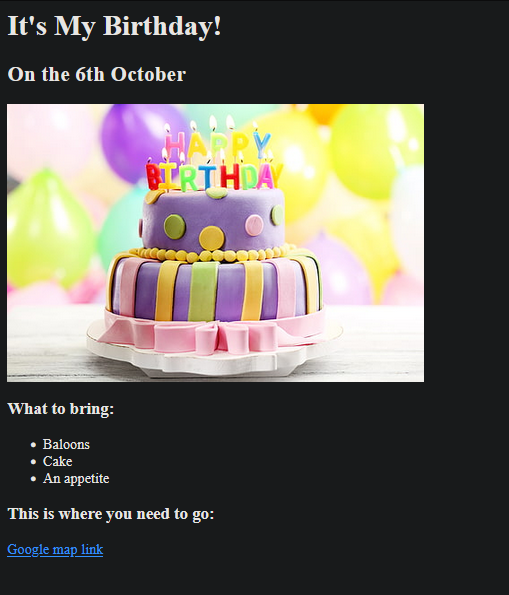 It's My Birthday!
On the 6th October
HAPPY
BIRTHDAY
What to bring:
Baloons
Cake
An appetite
This is where you need to go:
Google map link